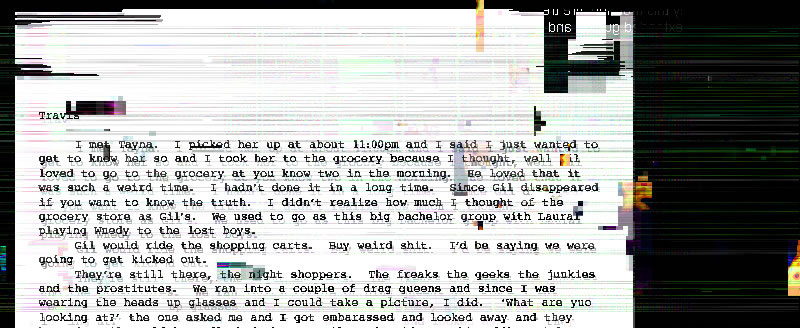 Travis
I met Tayna.  I picked her up at about 11:00pm and I said I just wanted to
get to know her so and I took her to the grocery because I thought, well Gil
loved to go to the grocery at you know two in the morning.  He loved that it
was such a weird time.  I hadn't done it in a long time.  Since Gil disappeared
if you want to know the truth.  I didn't realize how much I thought of the
grocery store as Gil's.  We used to go as this big bachelor group with Laura
playing Wuedy to the lost boys.
Gil would ride the shopping carts.  Buy weird shit.  I'd be saying we were
going to get kicked out.
They're still there, the night shoppers.  The freaks the geeks the junkies
and the prostitutes.  We ran into a couple of drag queens and since I was
wearing the heads up glasses and I could take a picture, I did.  'What are yuo
looking at?' the one asked me and I got embarassed and looked away and they